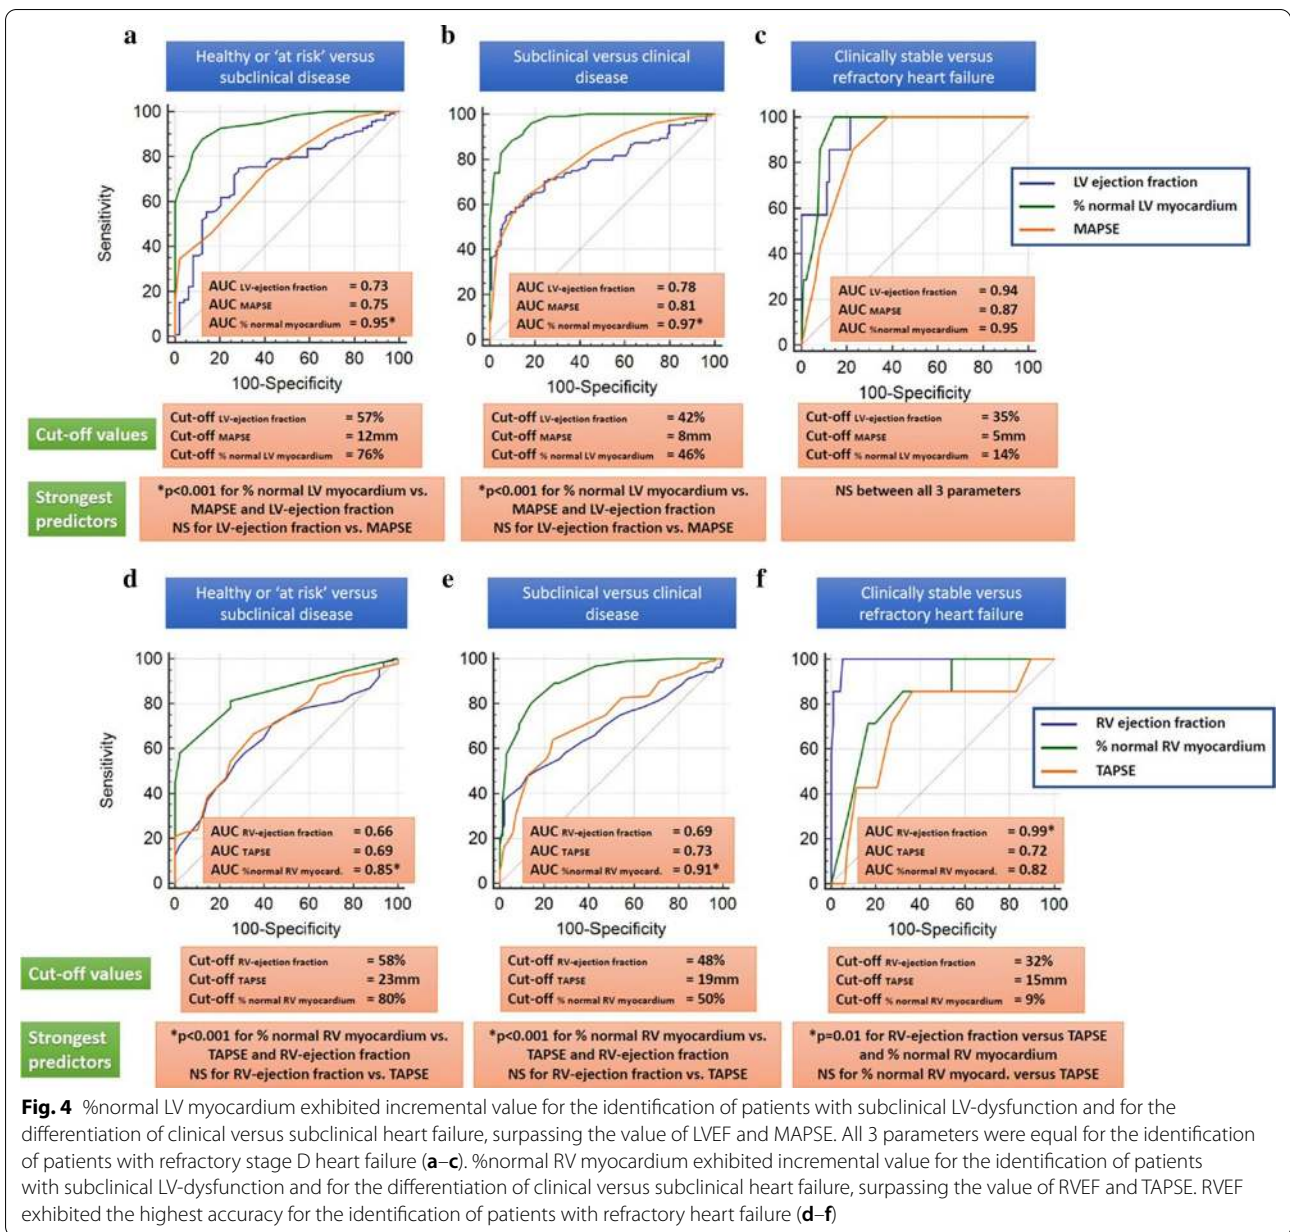 a
Healthy or 'at risk' versus
subclinical disease
b
Subclinical versus clinical
disease
c
Clinically stable versus
refractory heart failure
Sensitivity
100
80
60
40
20
0
AUC LV-ejection fraction = 0.73
AUC MAPSE = 0.75
AUC % normal myocardium = 0.95*
0 20 40 60 80 100
100-Specificity
100
80
60
40
20
0
AUC LV-ejection fraction = 0.78
AUC MAPSE = 0.81
AUC % normal myocardium = 0.97*
0 20 40 60 80 100
100-Specificity
100
80
60
40
20
0
AUC LV-ejection fraction = 0.94
AUC MAPSE = 0.87
AUC %normal myocardium = 0.95
0 20 40 60 80 100
100-Specificity
LV ejection fraction
% normal LV myocardium
MAPSE
Cut-off values
Cut-off LV-ejection fraction = 57%
Cut-off MAPSE = 12mm
Cut-off % normal LV myocardium = 76%
Cut-off LV-ejection fraction = 42%
Cut-off MAPSE = 8mm
Cut-off % normal LV myocardium = 46%
Cut-off LV-ejection fraction = 35%
Cut-off MAPSE = 5mm
Cut-off % normal LV myocardium = 14%
Strongest
predictors
*p<0.001 for % normal LV myocardium vs.
MAPSE and LV-ejection fraction
NS for LV-ejection fraction vs. MAPSE
*p<0.001 for % normal LV myocardium vs.
MAPSE and LV-ejection fraction
NS for LV-ejection fraction vs. MAPSE
NS between all 3 parameters
d
Healthy or 'at risk' versus
subclinical disease
e
Subclinical versus clinical
disease
f
Clinically stable versus
refractory heart failure
Sensitivity
100
80
60
40
20
0
AUC RV-ejection fraction = 0.66
AUC TAPSE = 0.69
AUC %normal RV myocard. = 0.85*
0 20 40 60 80 100
100-Specificity
100
80
60
40
20
0
AUC RV-ejection fraction = 0.69
AUC TAPSE = 0.73
AUC %normal RV myocard. = 0.91*
0 20 40 60 80 100
100-Specificity
100
80
60
40
20
0
AUC RV-ejection fraction = 0.99*
AUC TAPSE = 0.72
AUC %normal RV myocard. = 0.82
0 20 40 60 80 100
100-Specificity
RV ejection fraction
% normal RV myocardium
TAPSE
Cut-off values
Cut-off RV-ejection fraction = 58%
Cut-off TAPSE = 23mm
Cut-off % normal RV myocardium = 80%
Cut-off RV-ejection fraction = 48%
Cut-off TAPSE = 19mm
Cut-off % normal RV myocardium = 50%
Cut-off RV-ejection fraction = 32%
Cut-off TAPSE = 15mm
Cut-off % normal RV myocardium = 9%
Strongest
predictors
*p<0.001 for % normal RV myocardium vs.
TAPSE and RV-ejection fraction
NS for RV-ejection fraction vs. TAPSE
*p<0.001 for % normal RV myocardium vs.
TAPSE and RV-ejection fraction
NS for RV-ejection fraction vs. TAPSE
*p=0.01 for RV-ejection fraction versus TAPSE
and % normal RV myocardium
NS for % normal RV myocard. versus TAPSE
Fig. 4 %normal LV myocardium exhibited incremental value for the identification of patients with subclinical LV-dysfunction and for the
differentiation of clinical versus subclinical heart failure, surpassing the value of LVEF and MAPSE. All 3 parameters were equal for the identification
of patients with refractory stage D heart failure (a–c). %normal RV myocardium exhibited incremental value for the identification of patients
with subclinical LV-dysfunction and for the differentiation of clinical versus subclinical heart failure, surpassing the value of RVEF and TAPSE. RVEF
exhibited the highest accuracy for the identification of patients with refractory heart failure (d–f)